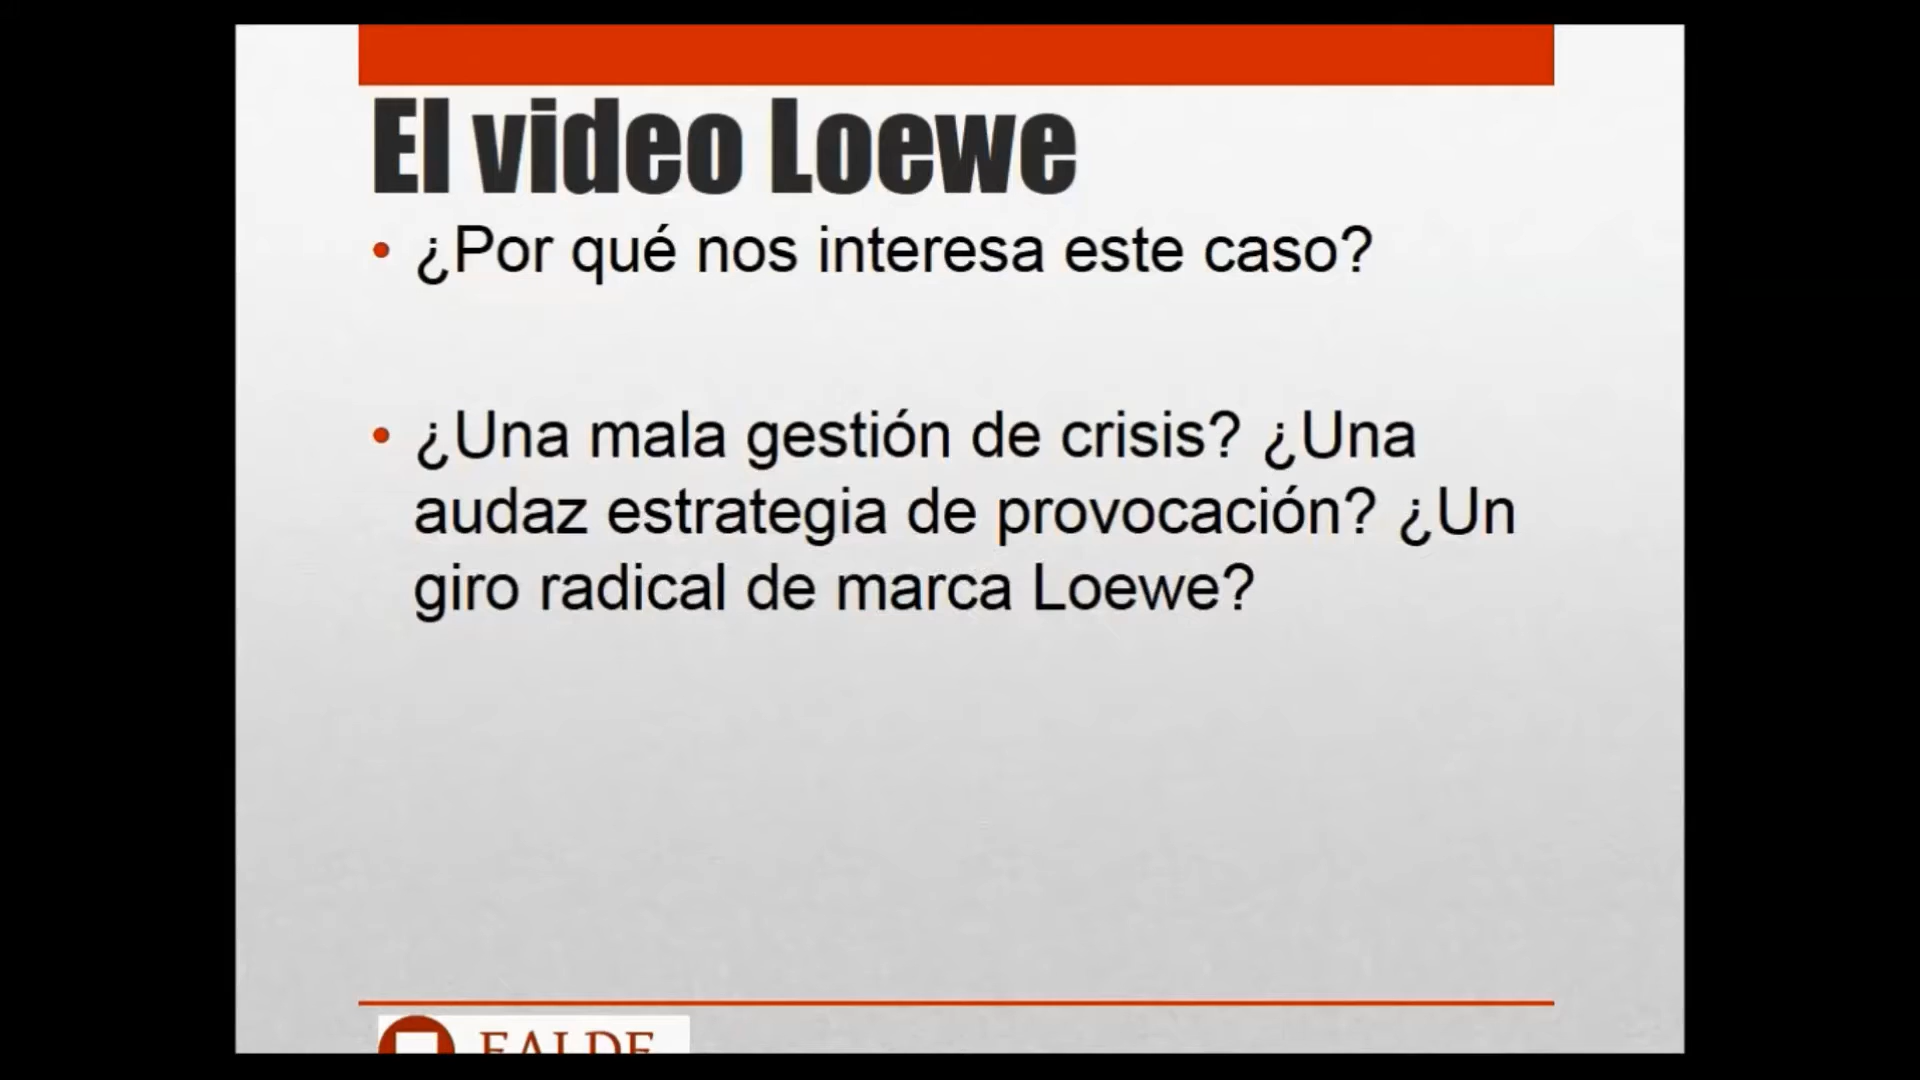 El video Loewe
• ¿Por qué nos interesa este caso?
• ¿Una mala gestión de crisis? ¿Una
audaz estrategia de provocación? ¿Un
giro radical de marca Loewe?
EALDE